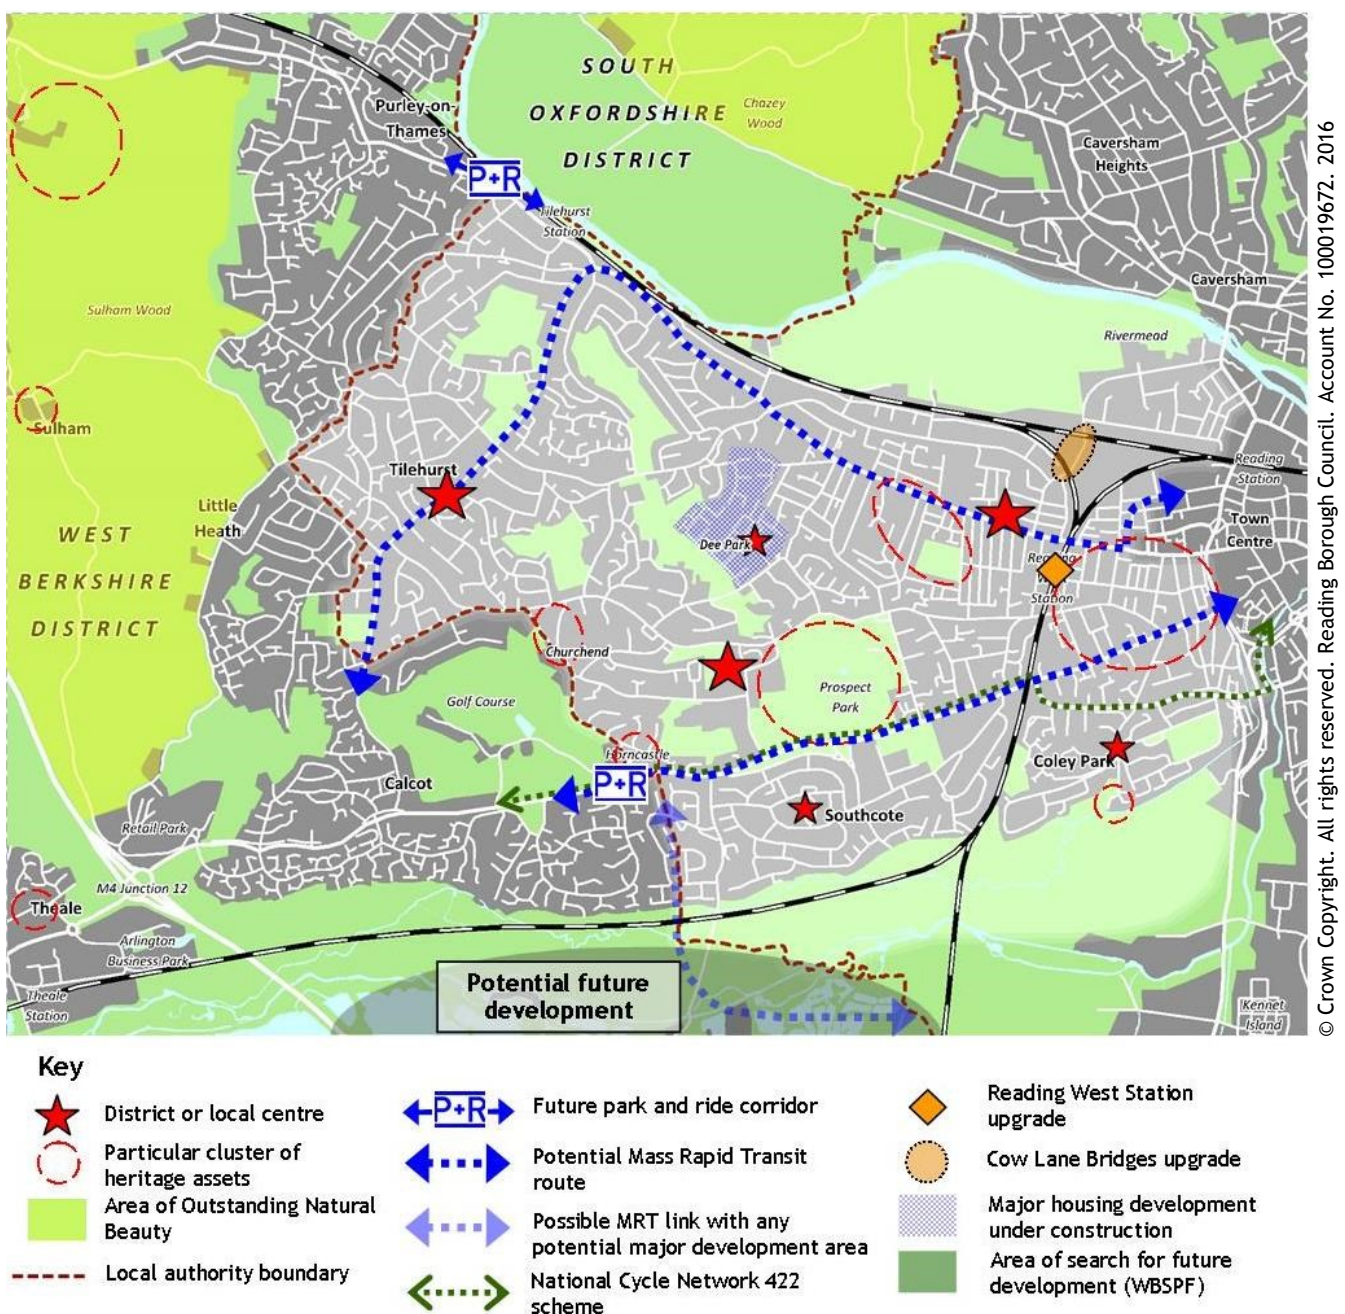 SOUTH
OXFORDSHIRE
DISTRICT
Chazey
Wood
Purley-on-
Thames
Caversham
Heights
P+R
Tilehurst
Station
Caversham
Sulham Wood
Rivermead
Sulham
Tilehurst
Reading
Station
Little
Heath
WEST
BERKSHIRE
DISTRICT
Dee Park
Town
Centre
Reading
Station
Churchend
Prospect
Park
Golf Course
Horncastle
P+R
Coley Park
Calcot
Southcote
Retail Park
M4 Junction 12
Theale
Arlington
Business Park
Potential future
development
Theale
Station
Kennet
Island
© Crown Copyright. All rights reserved. Reading Borough Council. Account No. 100019672. 2016
Key
District or local centre
Particular cluster of
heritage assets
Area of Outstanding Natural
Beauty
Local authority boundary
P+R
Future park and ride corridor
Potential Mass Rapid Transit
route
Possible MRT link with any
potential major development area
National Cycle Network 422
scheme
Reading West Station
upgrade
Cow Lane Bridges upgrade
Major housing development
under construction
Area of search for future
development (WBSPF)